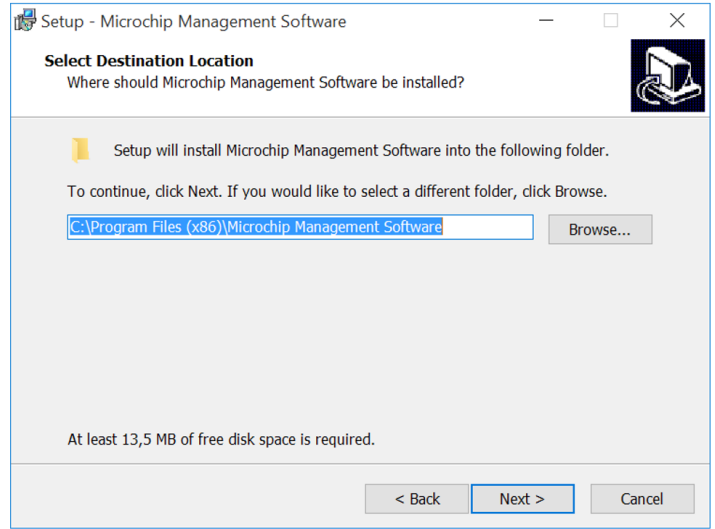 Setup - Microchip Management Software
Select Destination Location
Where should Microchip Management Software be installed?
Setup will install Microchip Management Software into the following folder.
To continue, click Next. If you would like to select a different folder, click Browse.
C:\Program Files (x86)\Microchip Management Software
Browse...
At least 13,5 MB of free disk space is required.
< Back
Next >
Cancel